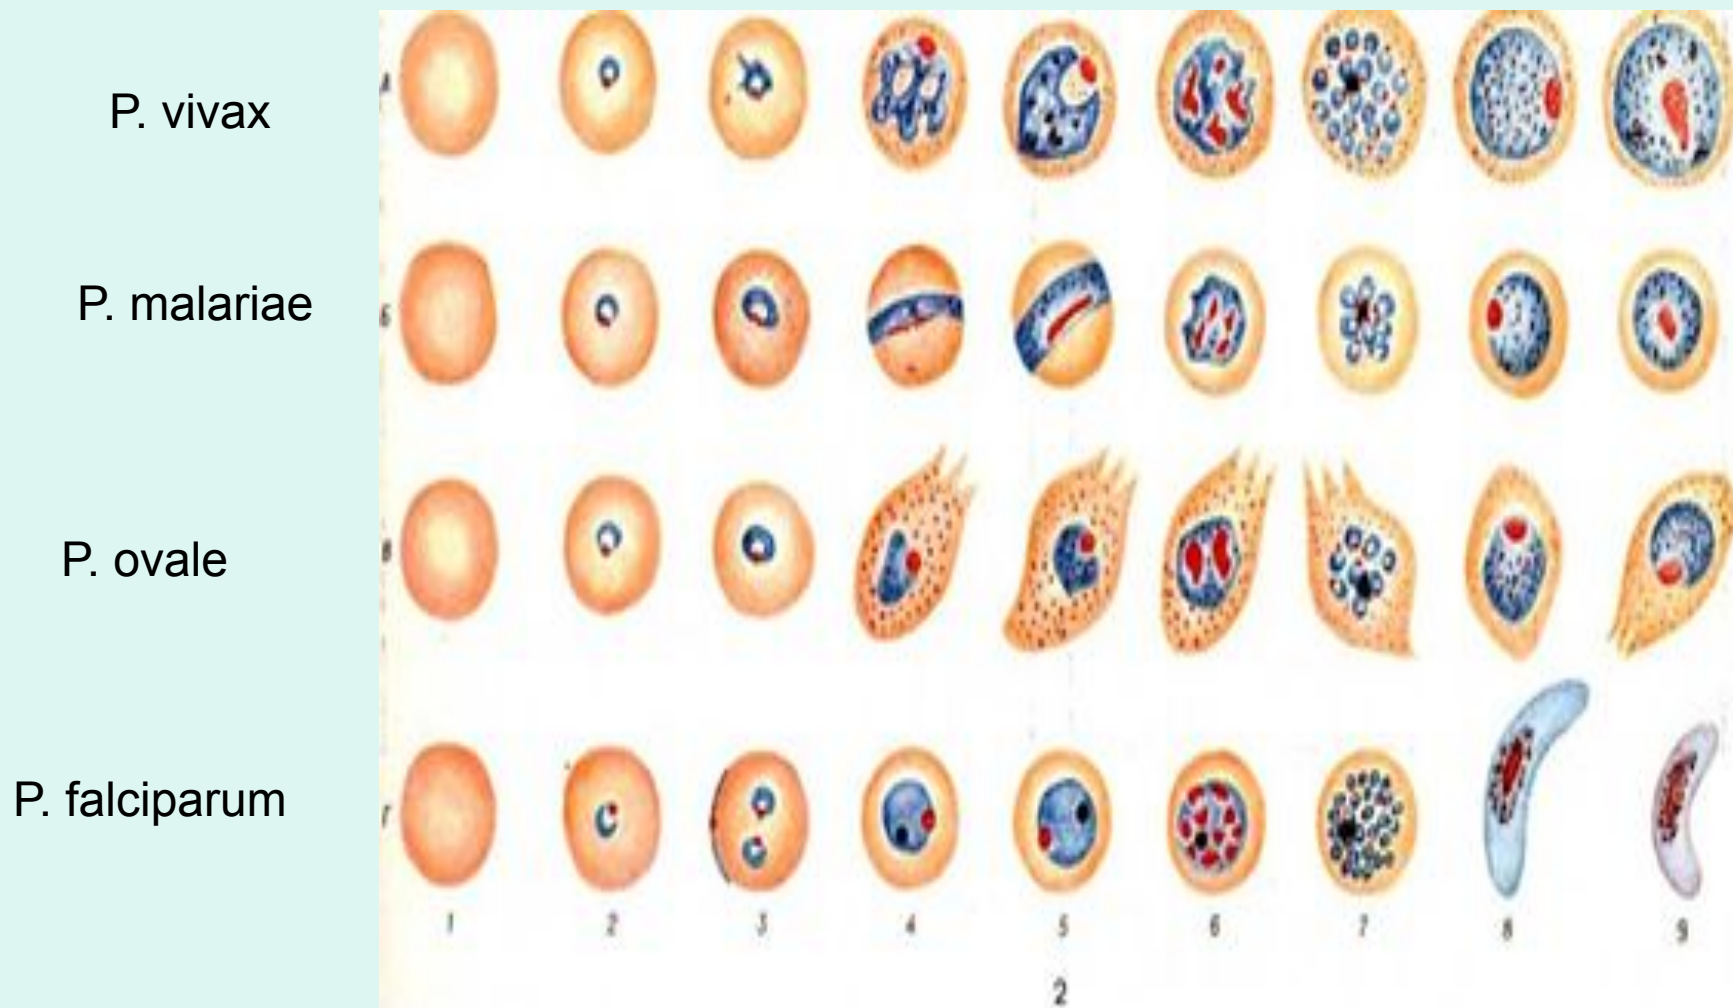 P. vivax
P. malariae
P. ovale
P. falciparum
1 2 3 4 5 6 7 8 9
2